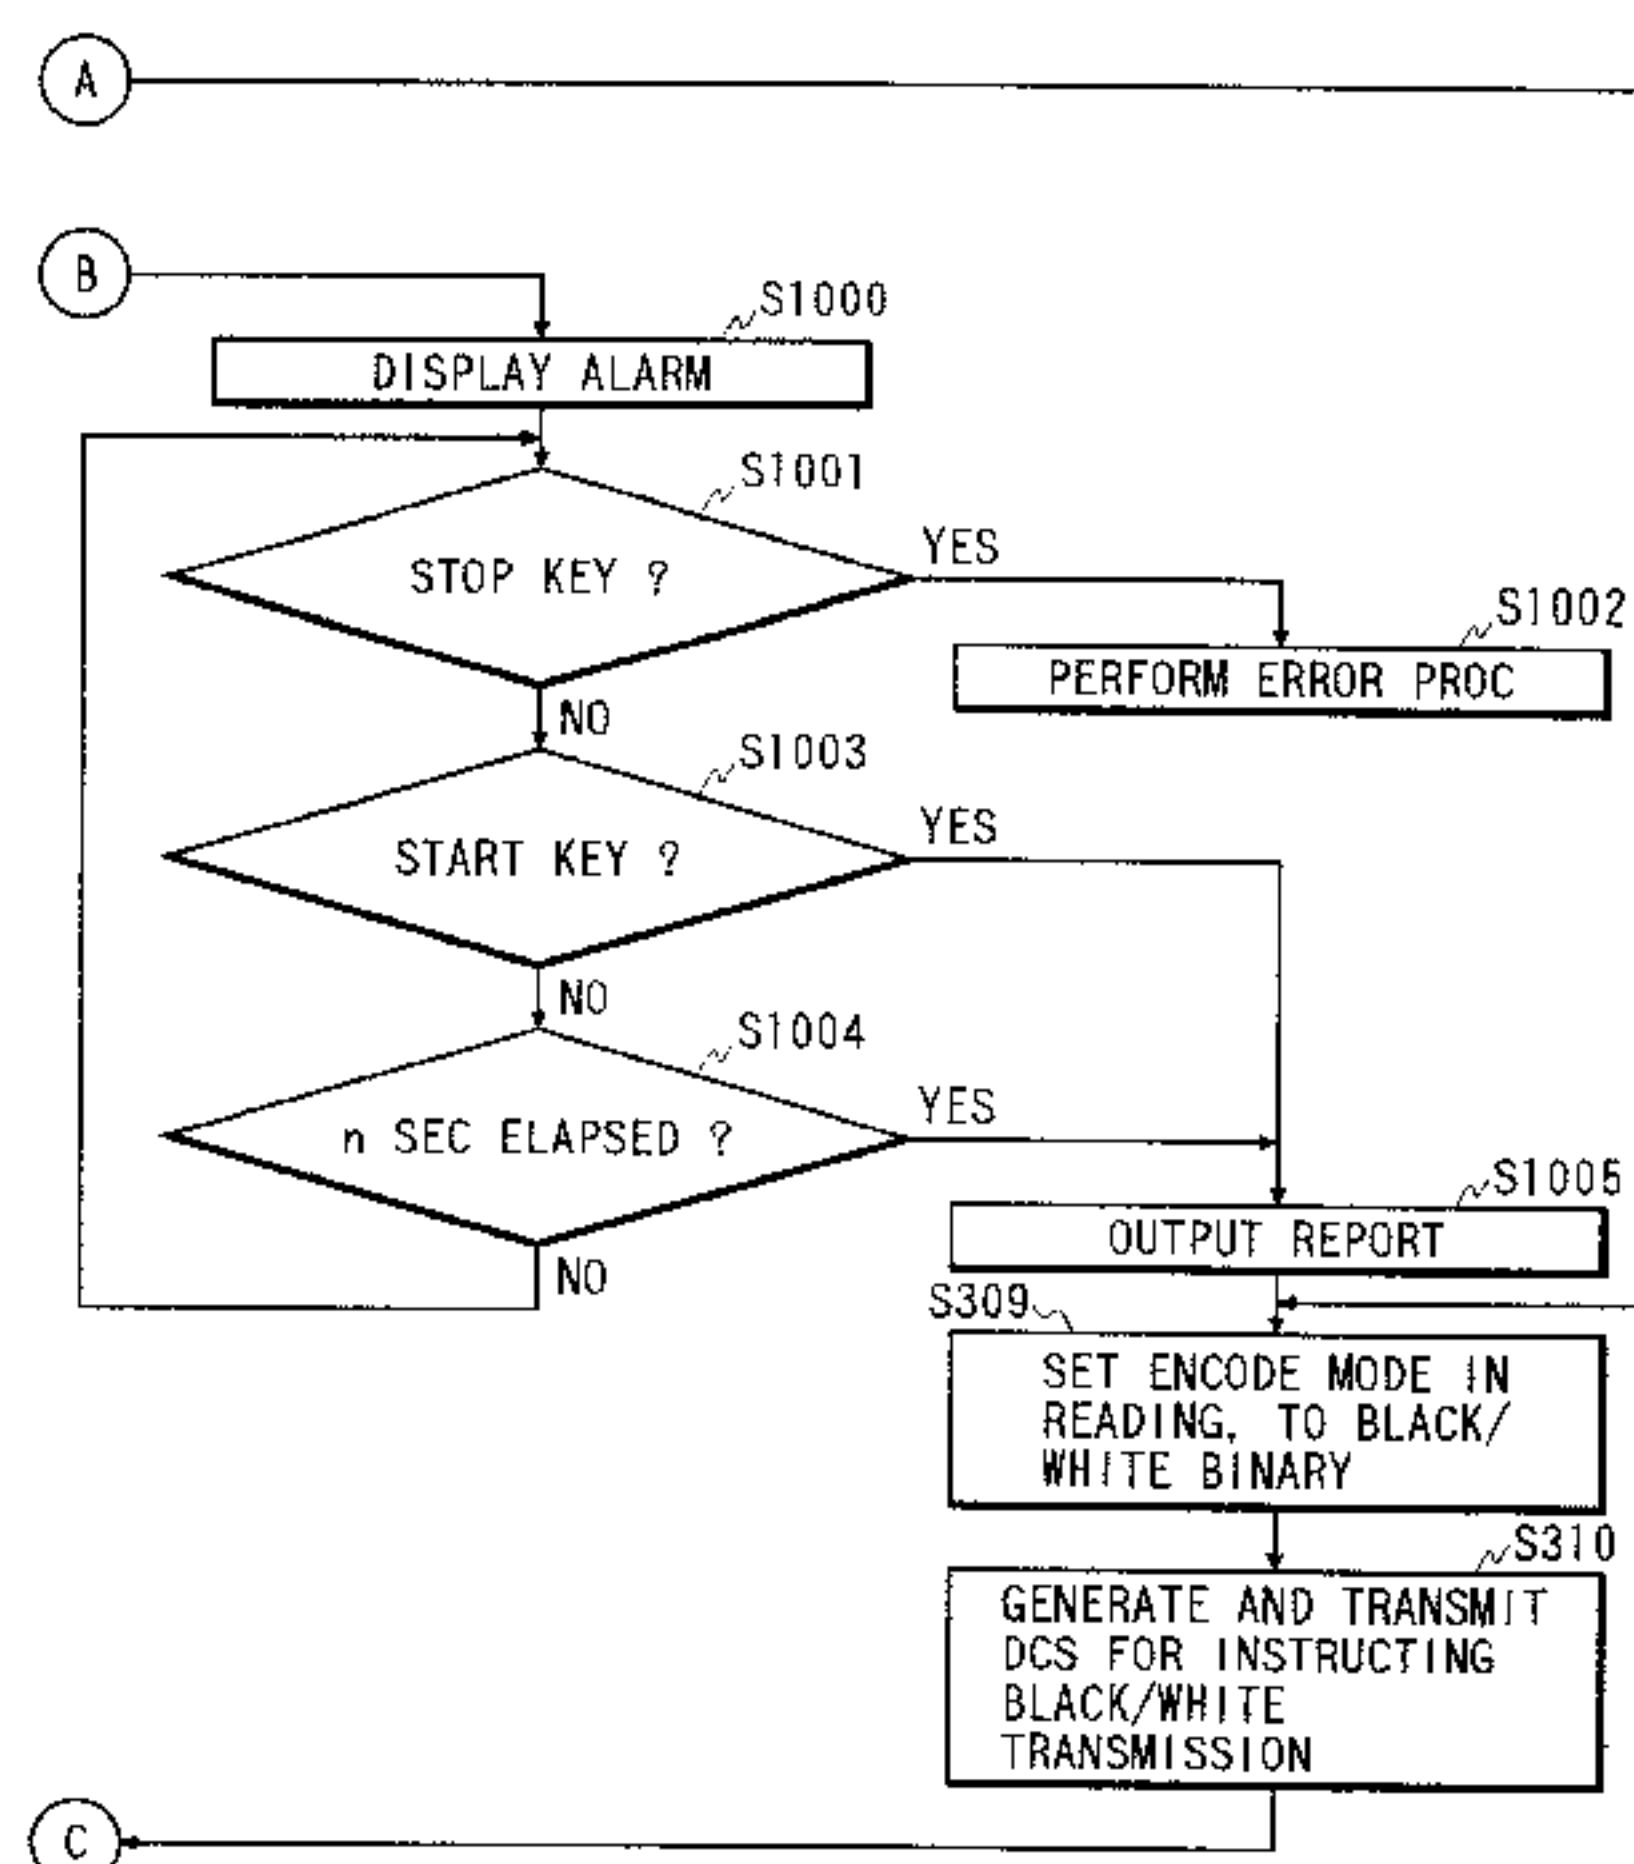 A
B
S1000
DISPLAY ALARM
S1001
STOP KEY ?
YES
S1002
PERFORM ERROR PROC
NO
S1003
START KEY ?
YES
NO
S1004
n SEC ELAPSED ?
YES
S1005
OUTPUT REPORT
NO
S309
SET ENCODE MODE IN
READING, TO BLACK/
WHITE BINARY
S310
GENERATE AND TRANSMIT
DCS FOR INSTRUCTING
BLACK/WHITE
TRANSMISSION
C